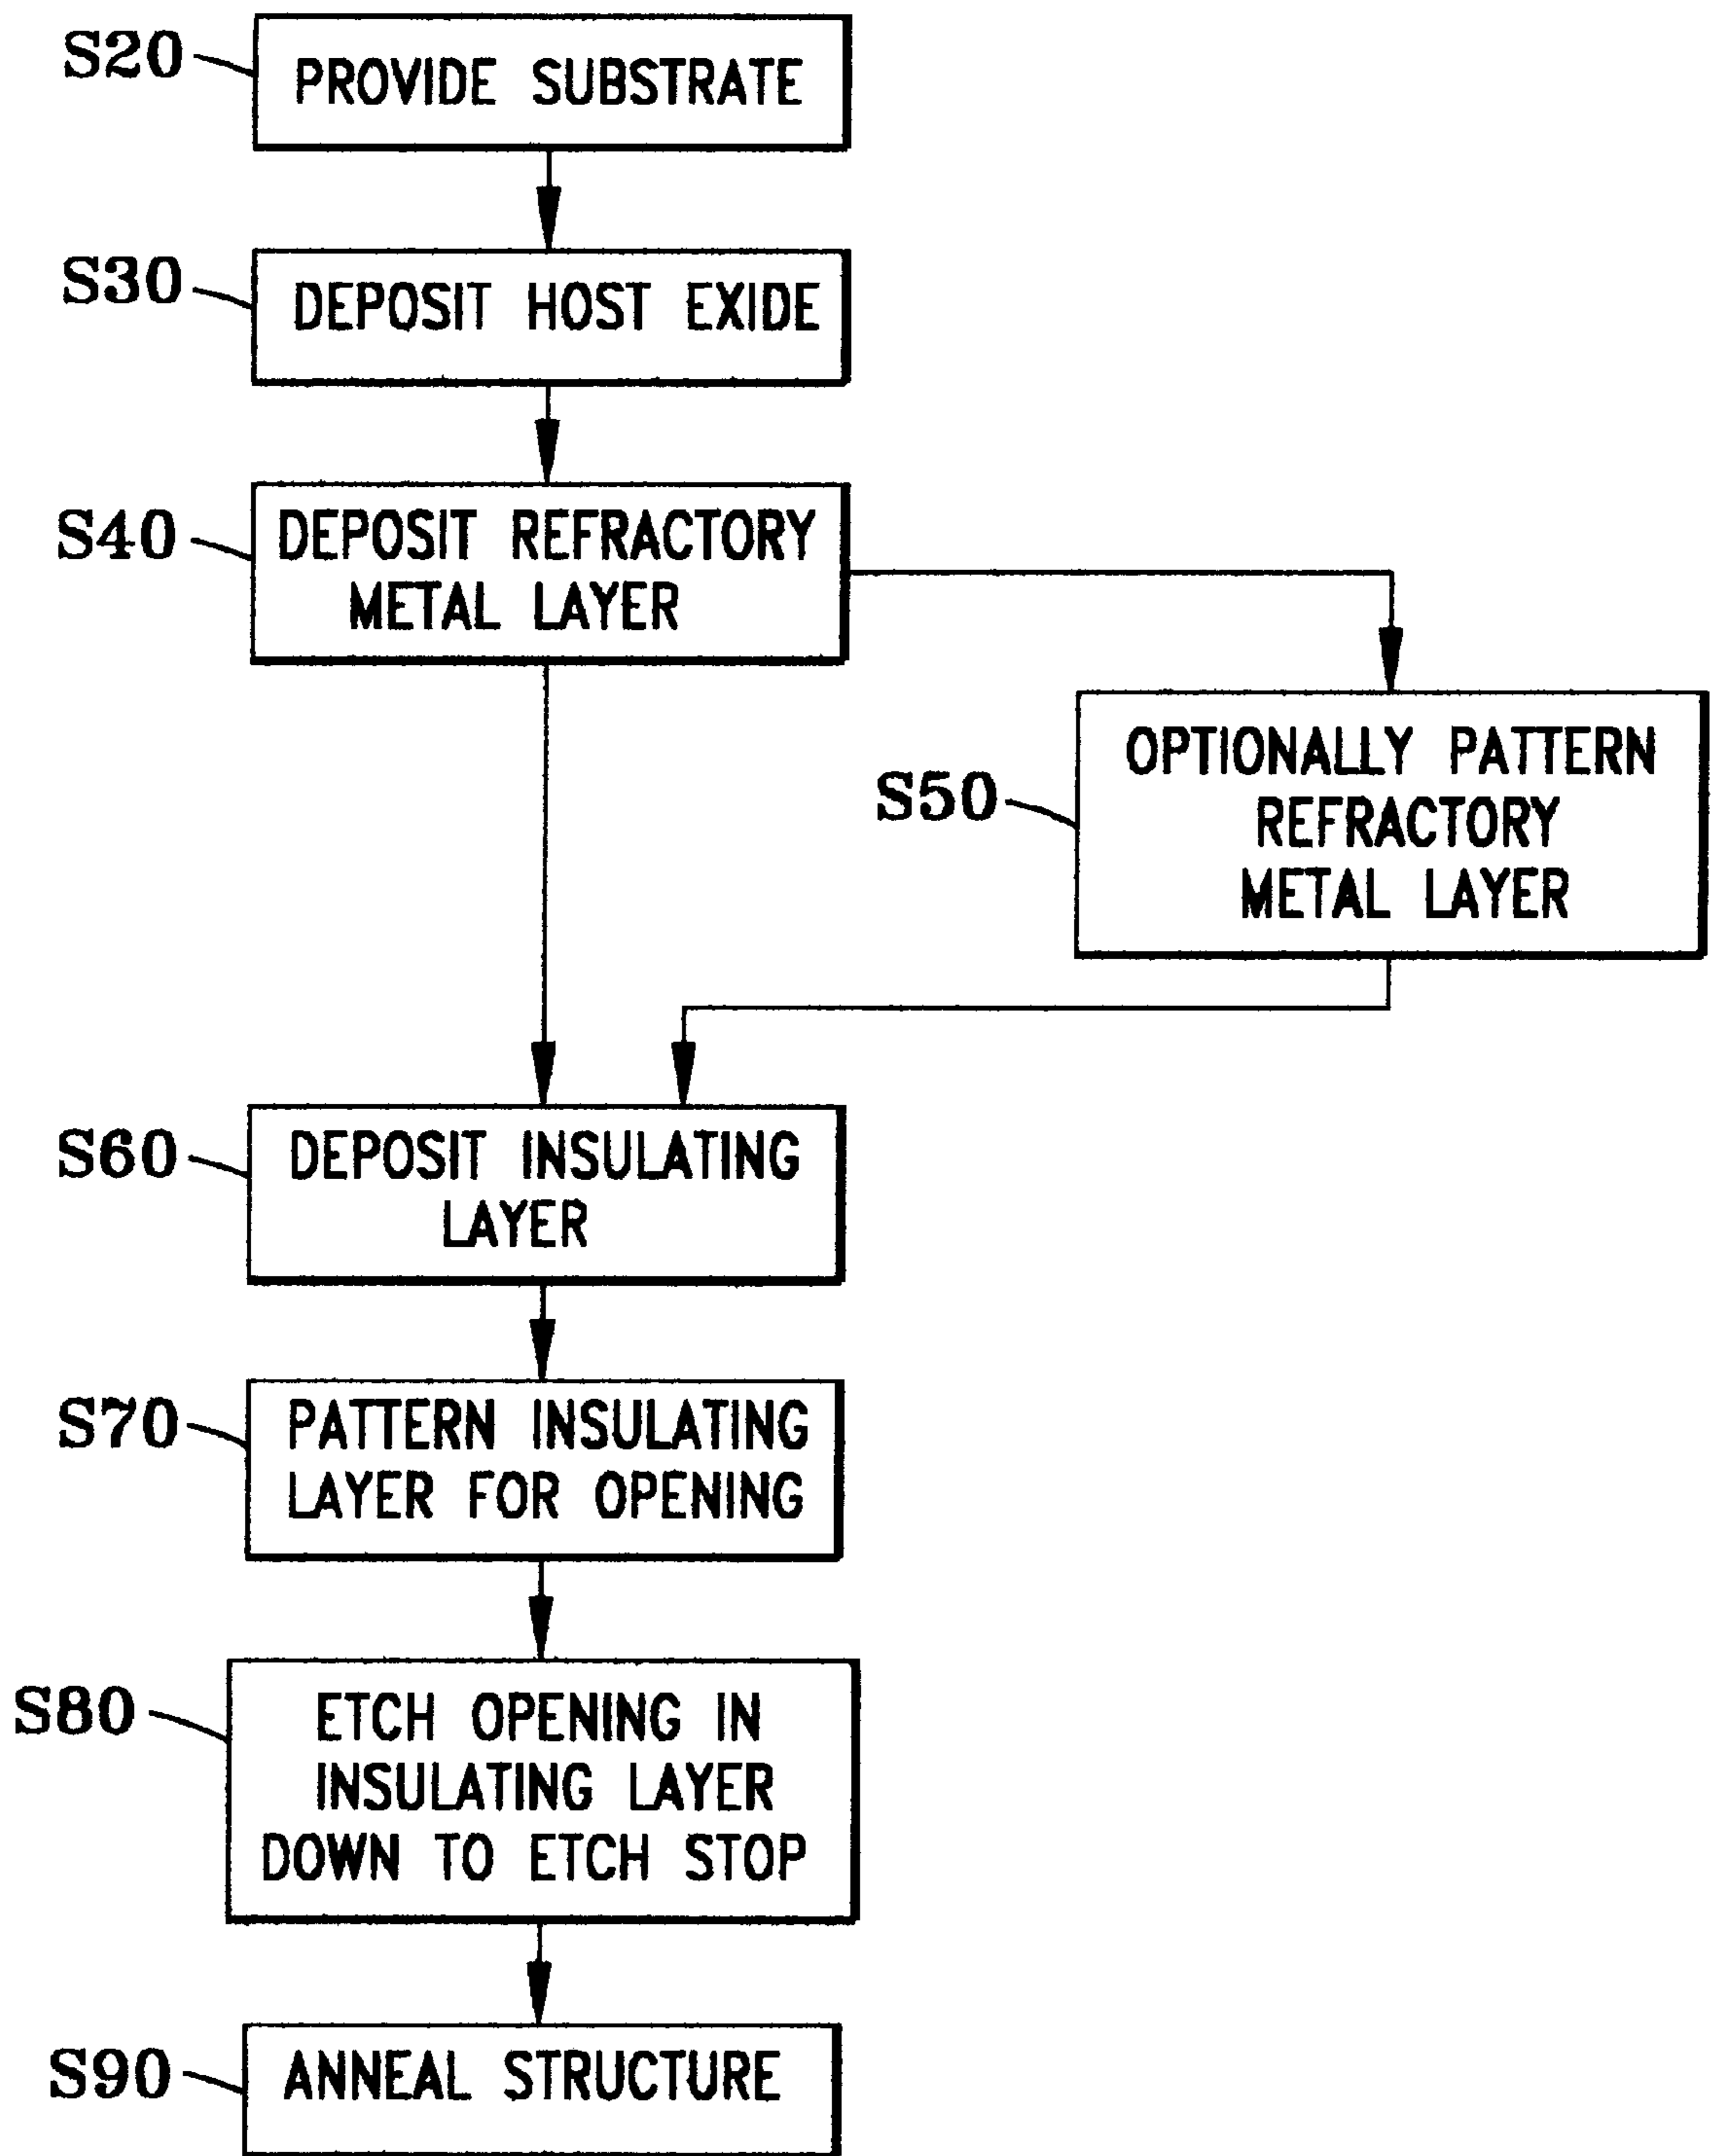 S20
PROVIDE SUBSTRATE
S30
DEPOSIT HOST EXIDE
S40
DEPOSIT REFRACTORY
METAL LAYER
S50
OPTIONALLY PATTERN
REFRACTORY
METAL LAYER
S60
DEPOSIT INSULATING
LAYER
S70
PATTERN INSULATING
LAYER FOR OPENING
S80
ETCH OPENING IN
INSULATING LAYER
DOWN TO ETCH STOP
S90
ANNEAL STRUCTURE